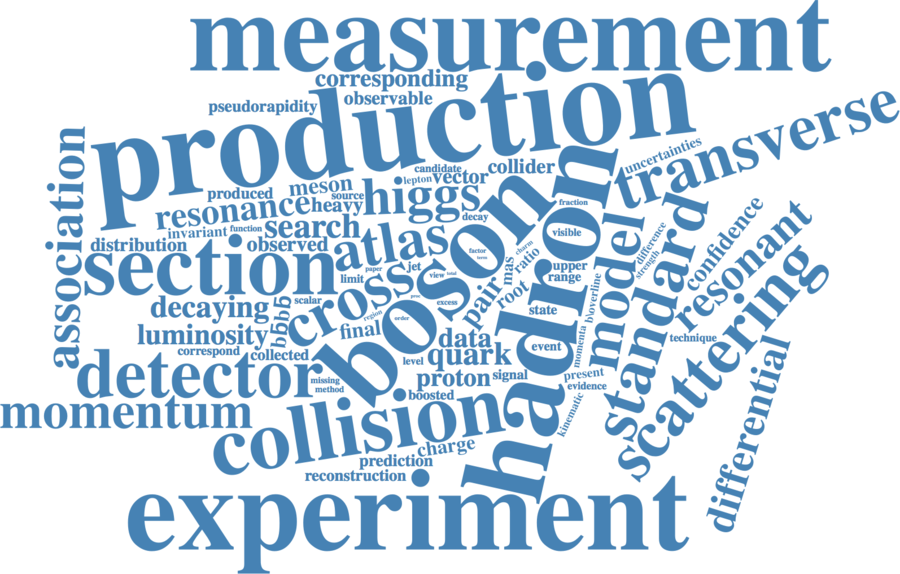 measurement
corresponding
pseudorapidity
observable
production
transverse
association
candidate
collider
uncertainties
lepton
vector
produced
meson
source
heavy
higgs
resonance
invariant
function
search
decay
fraction
distribution
observed
atlas
section
boson
hadron
visible
model
difference
strength
standard
confidence
resonant
scattering
limit
paper
jet
cross
view
total
factor
term
charm
ratio
mas
pair
root
upper
range
b\overline
decaying
bbbb
scalar
region
proc
excess
order
state
luminosity
final
data
quark
event
momenta
technique
correspond
collected
level
detector
missing
method
proton
signal
present
evidence
boosted
kinematic
momentum
collision
charge
differential
prediction
reconstruction
experiment